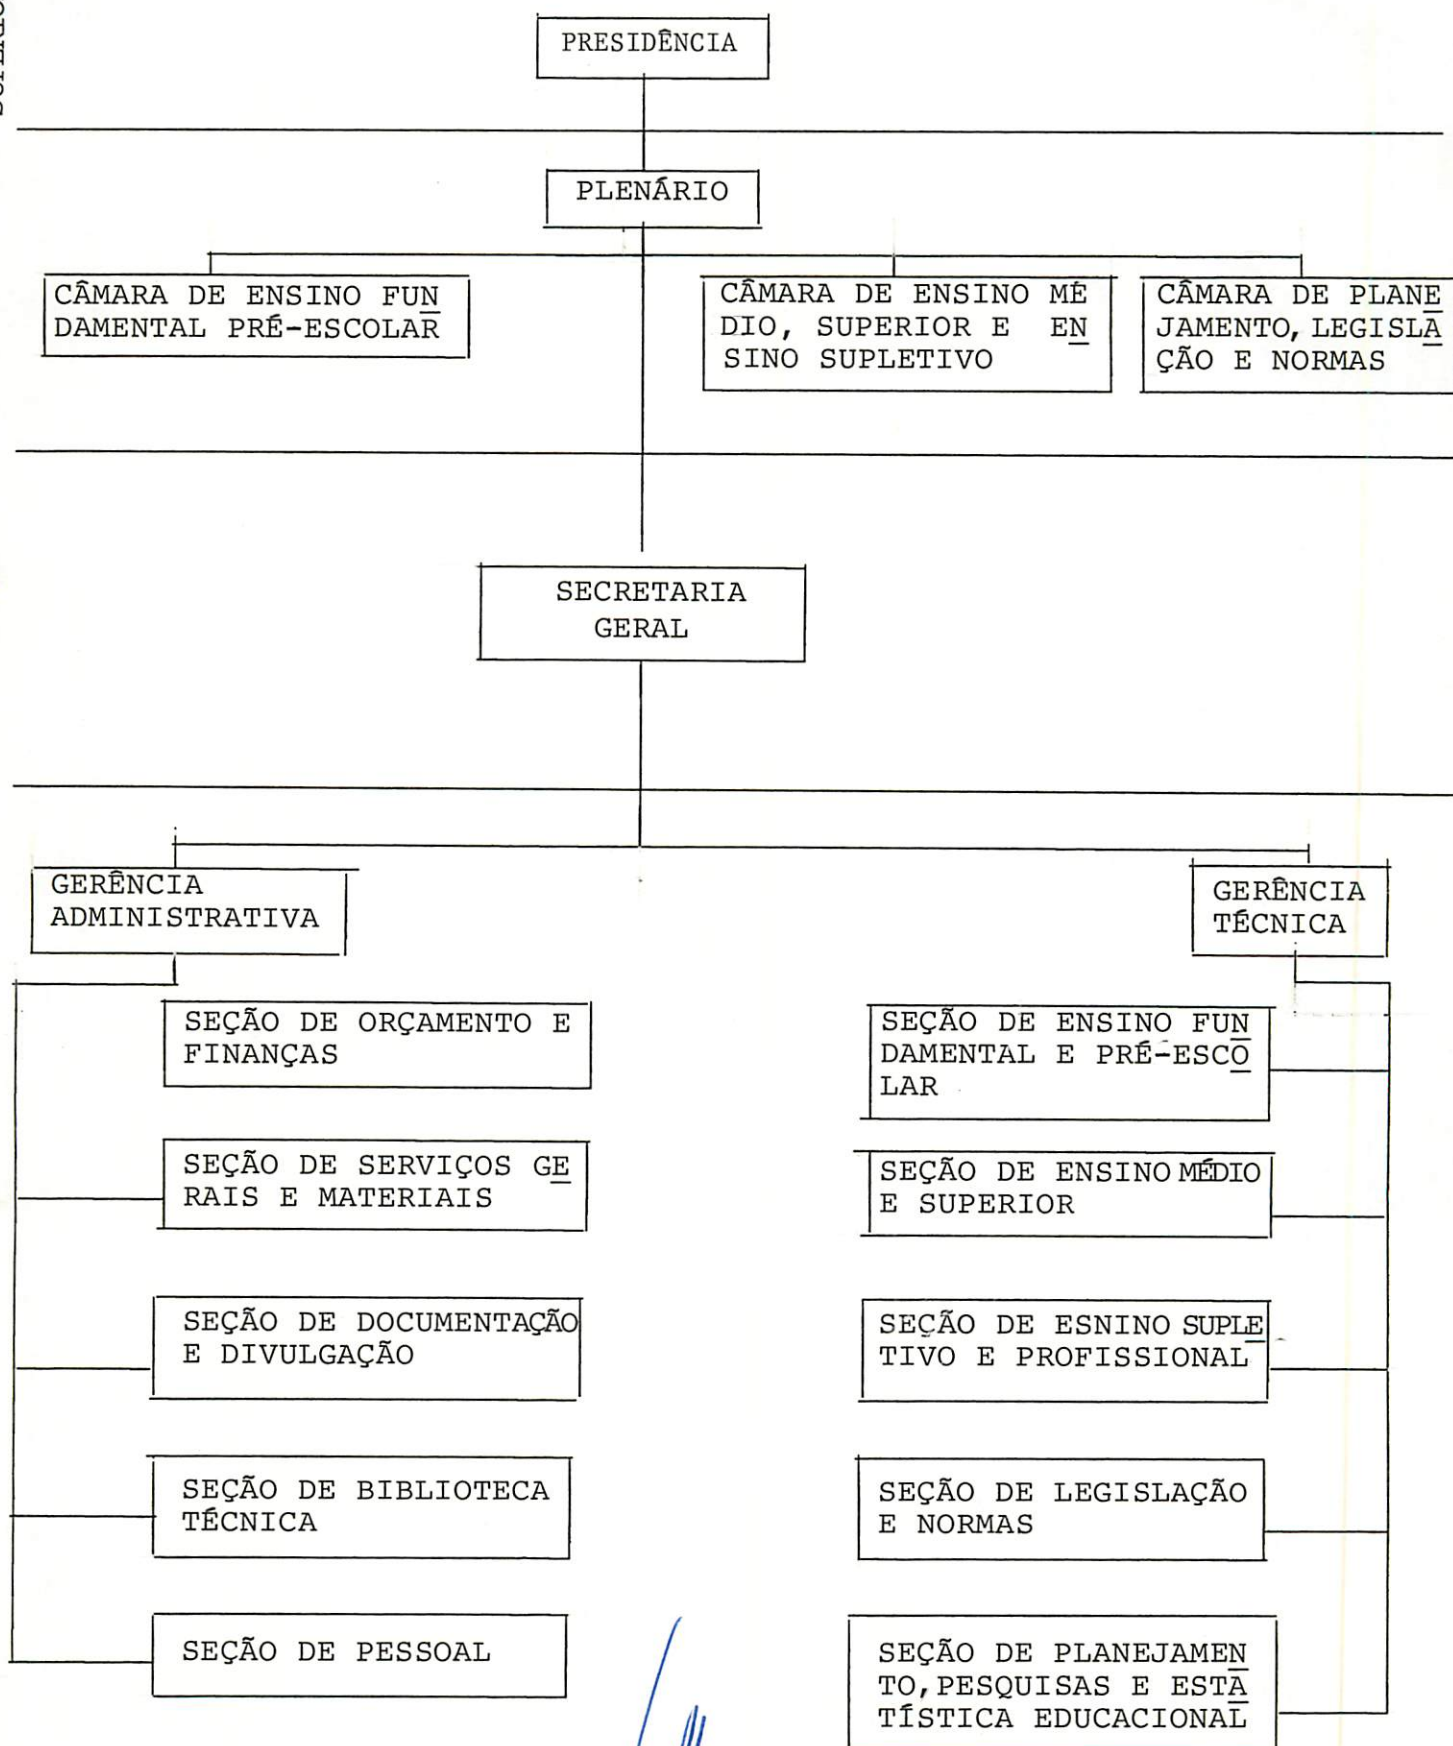 PRESIDÊNCIA
PLENÁRIO
CÂMARA DE ENSINO FUN
DAMENTAL PRÉ-ESCOLAR
CÂMARA DE ENSINO MÉ
DIO, SUPERIOR E EN
SINO SUPLETIVO
CÂMARA DE PLANE
JAMENTO, LEGISLA
ÇÃO E NORMAS
SECRETARIA
GERAL
GERÊNCIA
ADMINISTRATIVA
GERÊNCIA
TÉCNICA
SEÇÃO DE ORÇAMENTO E
FINANÇAS
SEÇÃO DE SERVIÇOS GE
RAIS E MATERIAIS
SEÇÃO DE DOCUMENTAÇÃO
E DIVULGAÇÃO
SEÇÃO DE BIBLIOTECA
TÉCNICA
SEÇÃO DE PESSOAL
SEÇÃO DE ENSINO FUN
DAMENTAL E PRÉ-ESCO
LAR
SEÇÃO DE ENSINO MÉDIO
E SUPERIOR
SEÇÃO DE ESNINO SUPLE
TIVO E PROFISSIONAL
SEÇÃO DE LEGISLAÇÃO
E NORMAS
SEÇÃO DE PLANEJAMEN
TO, PESQUISAS E ESTA
TÍSTICA EDUCACIONAL